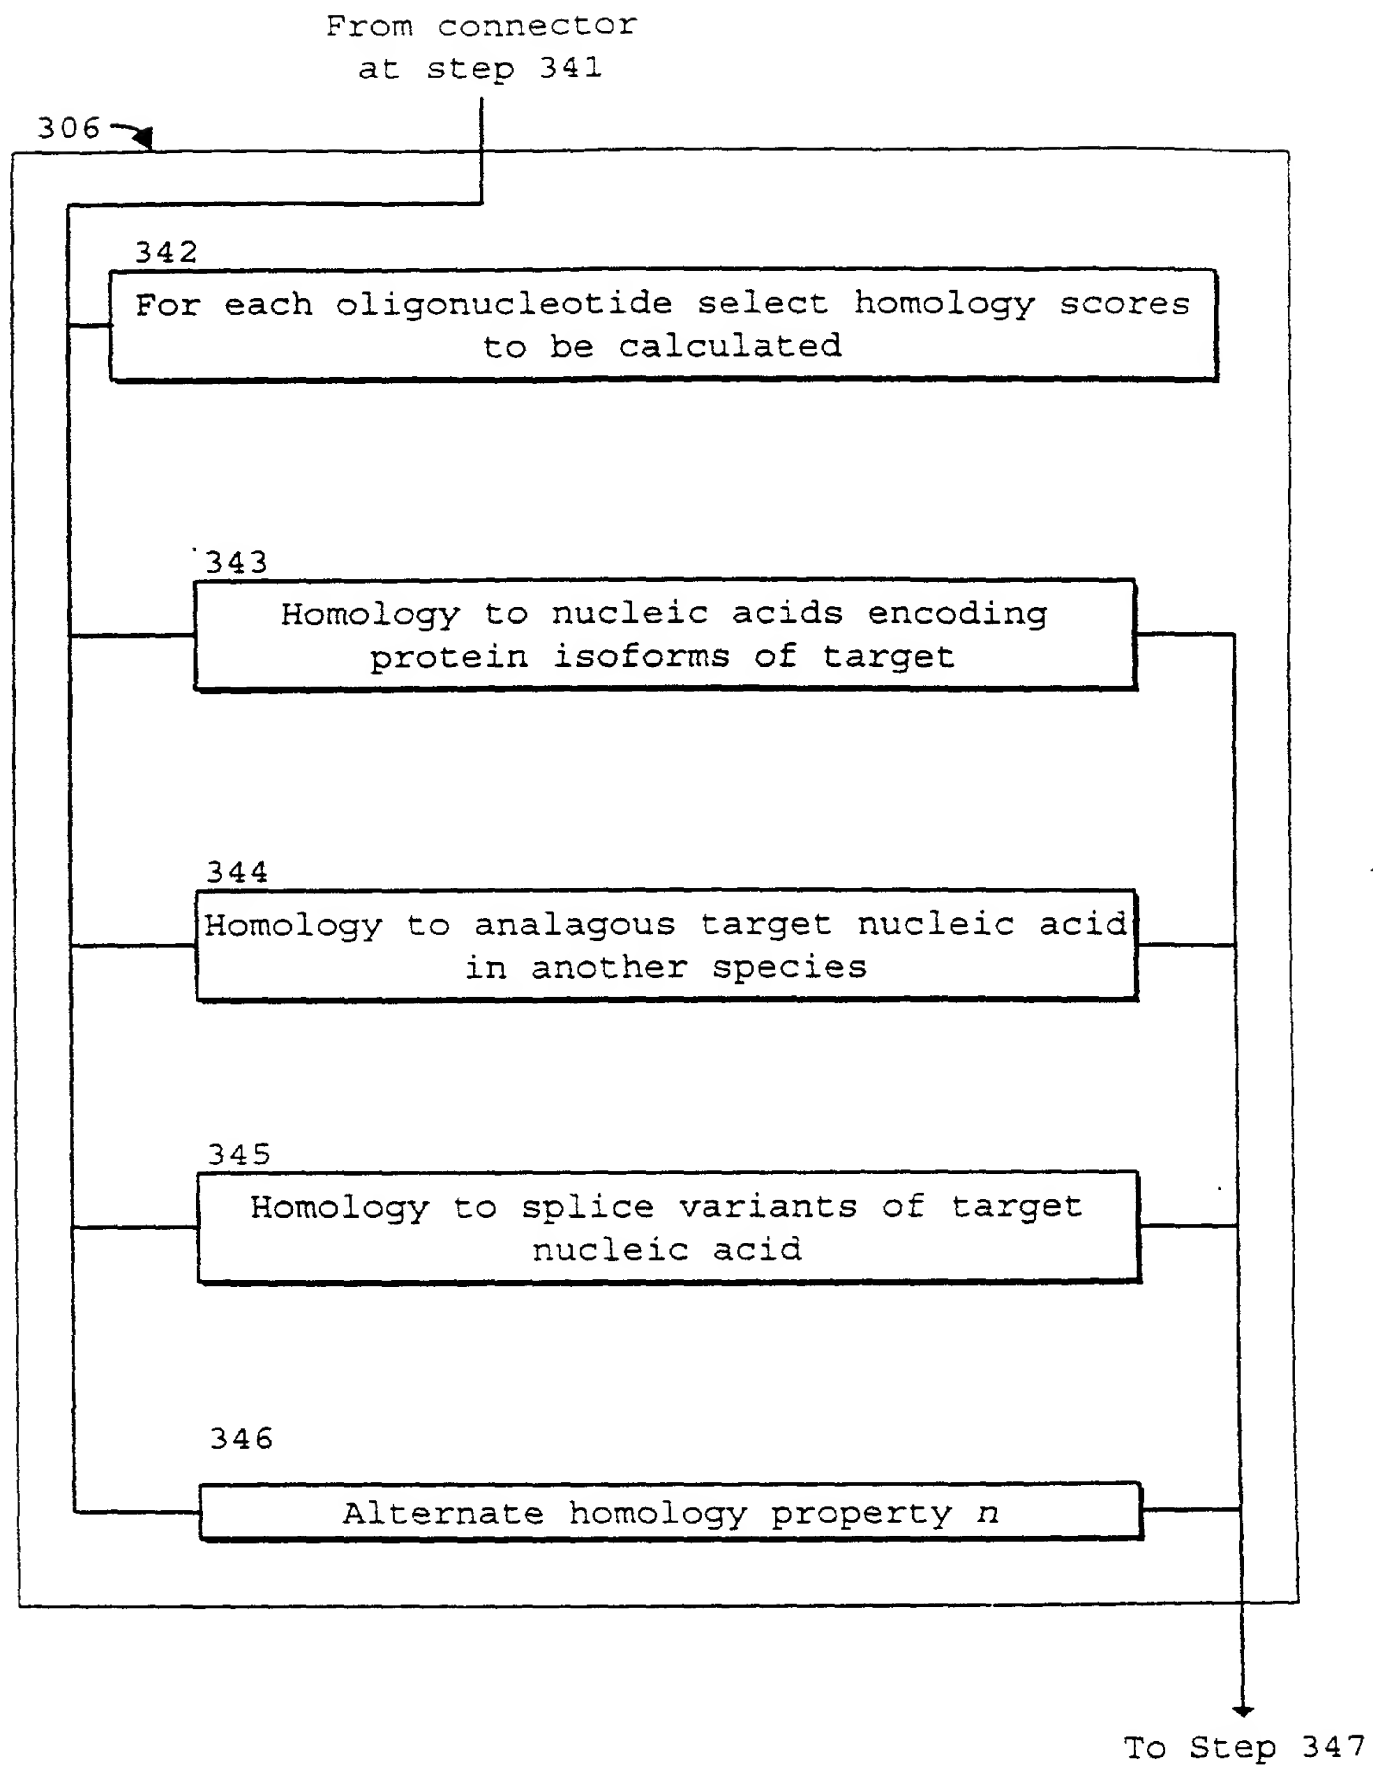 From connector
at step 341
306
342
For each oligonucleotide select homology scores
to be calculated
343
Homology to nucleic acids encoding
protein isoforms of target
344
Homology to analagous target nucleic acid
in another species
345
Homology to splice variants of target
nucleic acid
346
Alternate homology property n
To Step 347